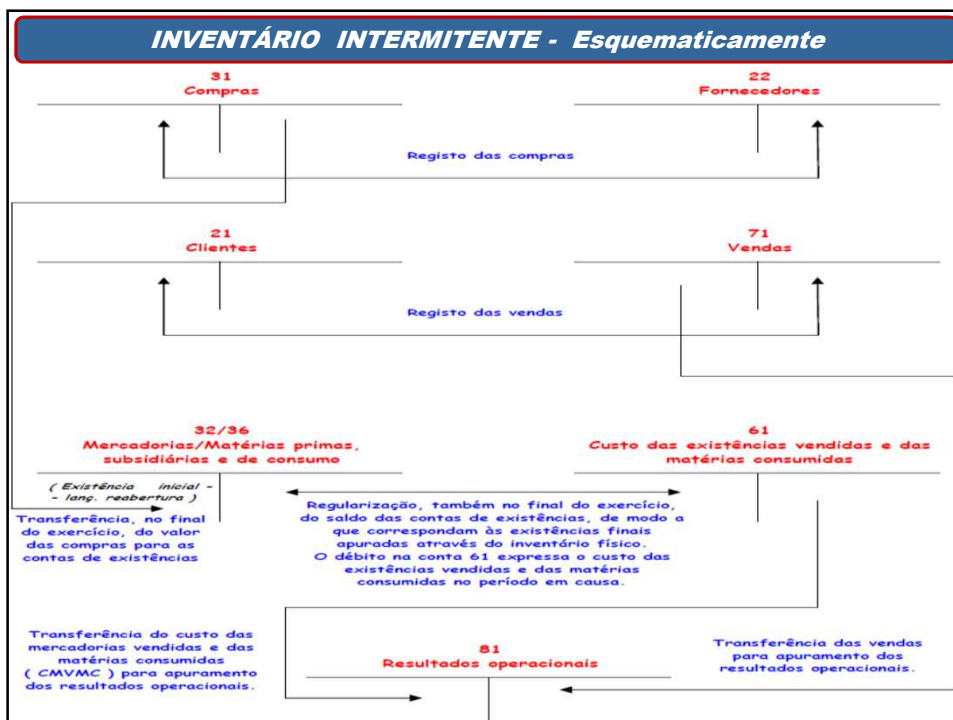 INVENTÁRIO INTERMITENTE - Esquematicamente
31
Compras
22
Fornecedores
Registo das compras
21
Clientes
71
Vendas
Registo das vendas
32/36
Mercadorias/Matérias primas,
subsidiárias e de consumo
61
Custo das existências vendidas e das
matérias consumidas
( Existência inicial -
- lanç. reabertura )
Transferência, no final
do exercício, do valor
das compras para as
contas de existências
Regularização, também no final do exercício,
do saldo das contas de existências, de modo a
que correspondam às existências finais
apuradas através do inventário físico.
O débito na conta 61 expressa o custo das
existências vendidas e das matérias
consumidas no período em causa.
Transferência do custo das
mercadorias vendidas e das
matérias consumidas
( CMVMC ) para apuramento
dos resultados operacionais.
81
Resultados operacionais
Transferência das vendas
para apuramento dos
resultados operacionais.